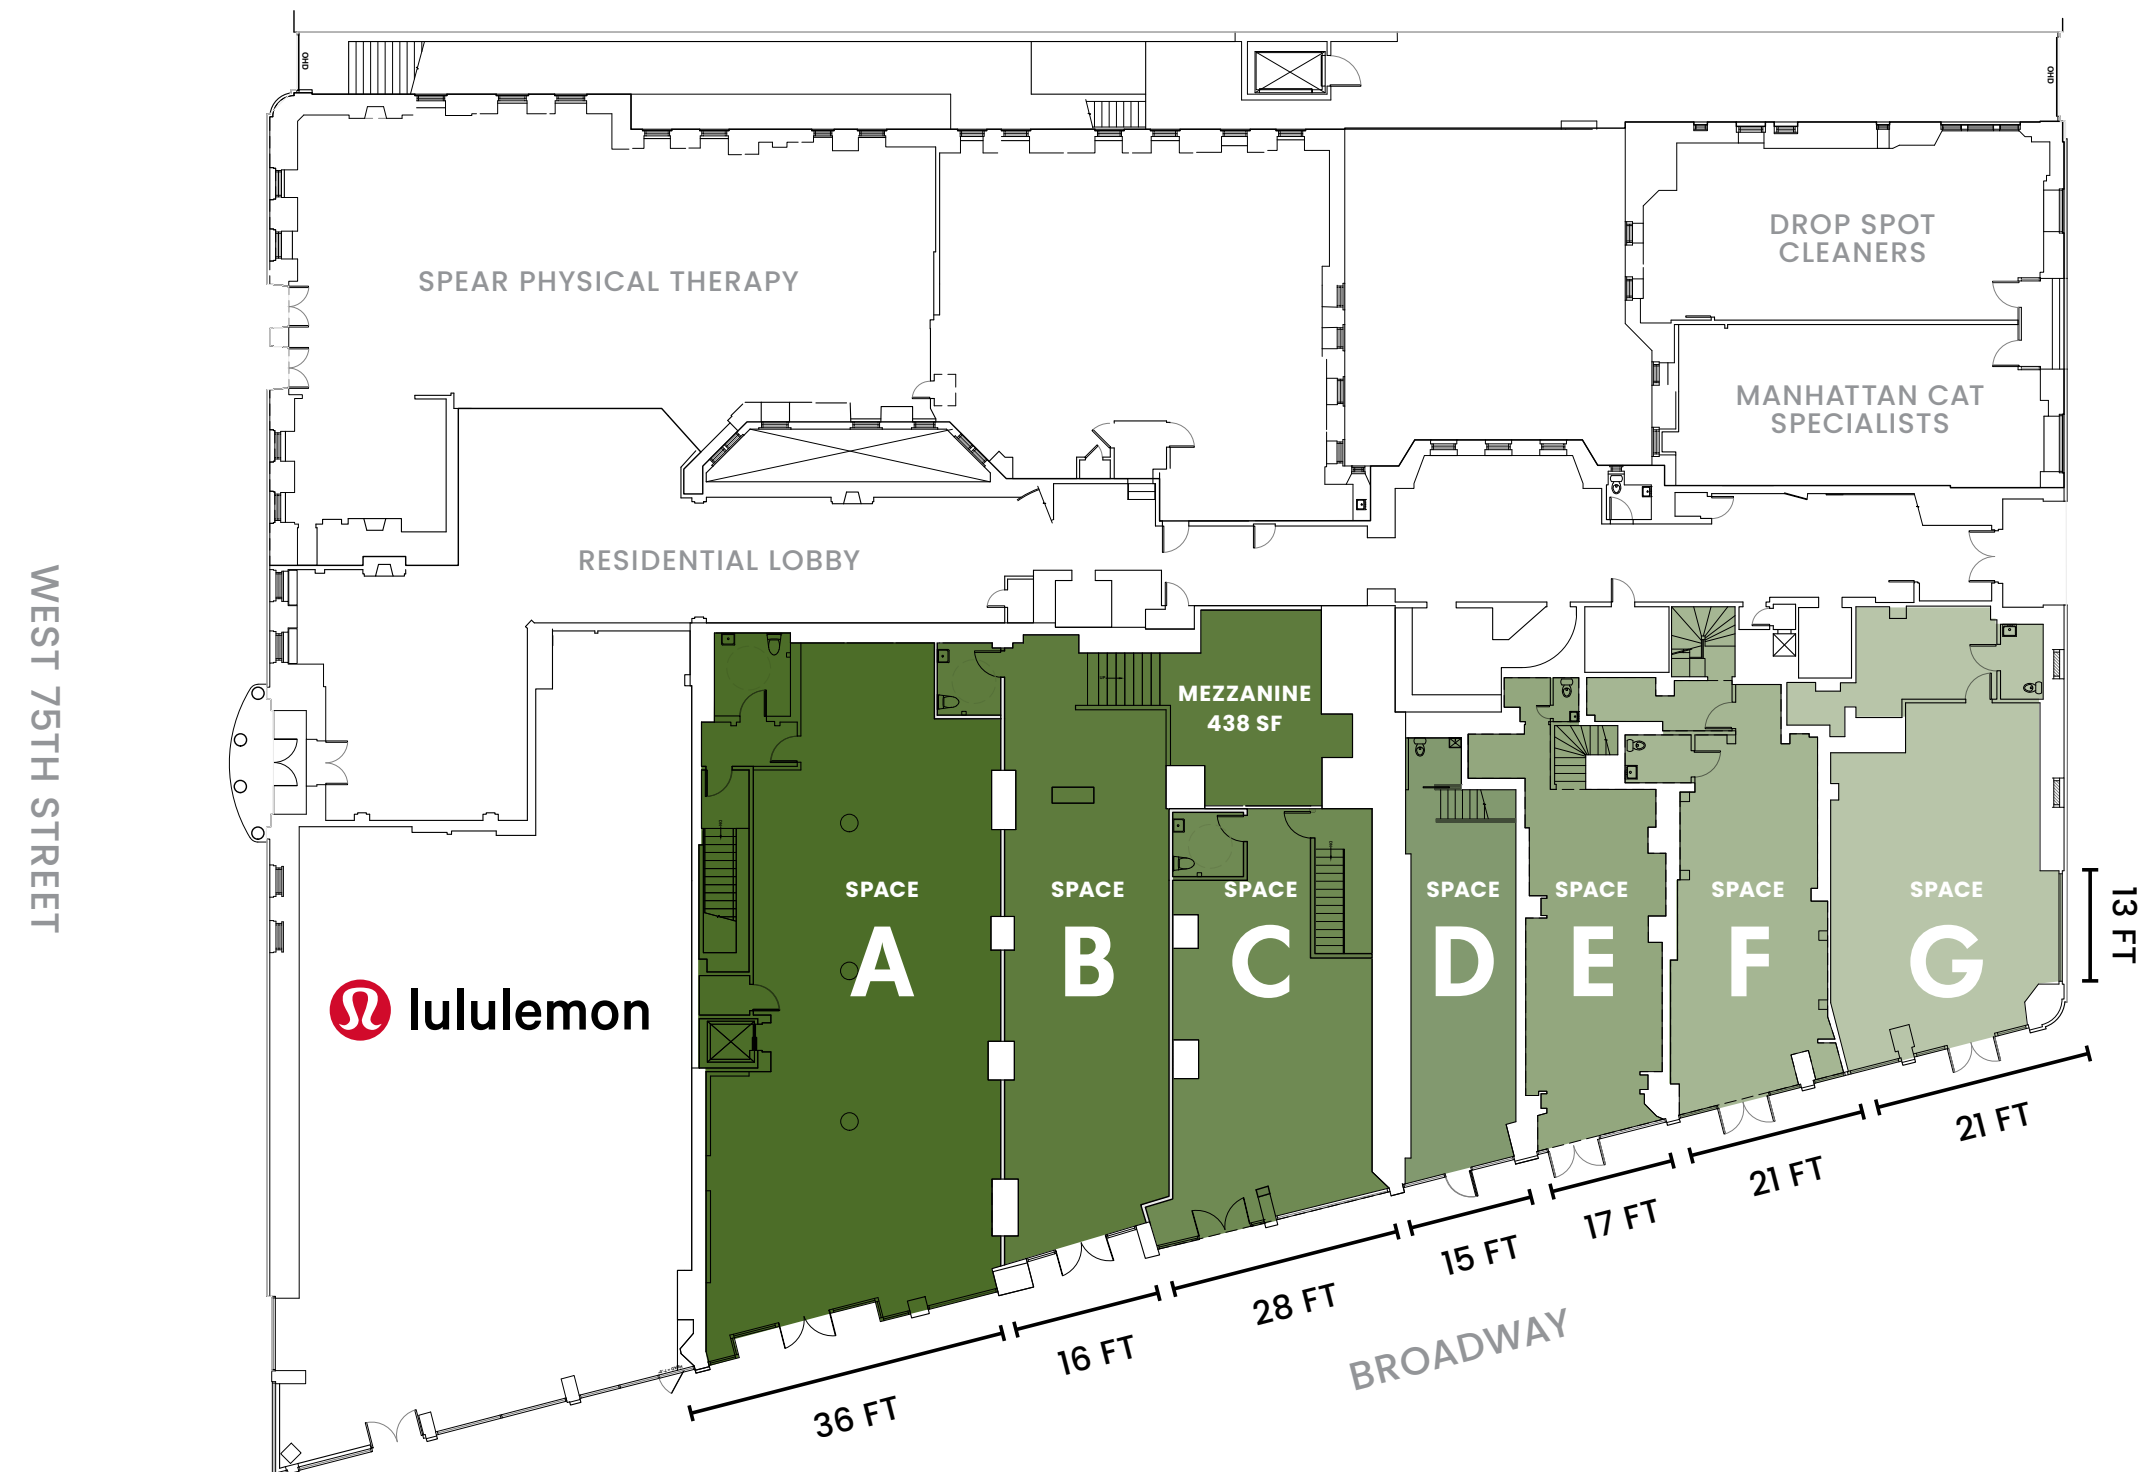 OHD
OHD
SPEAR PHYSICAL THERAPY
DROP SPOT
CLEANERS
MANHATTAN CAT
SPECIALISTS
RESIDENTIAL LOBBY
WEST 75TH STREET
MEZZANINE
438 SF
lululemon
SPACE
A
SPACE
B
SPACE
C
SPACE
D
SPACE
E
SPACE
F
SPACE
G
13 FT
36 FT
16 FT
28 FT
15 FT
17 FT
21 FT
21 FT
BROADWAY